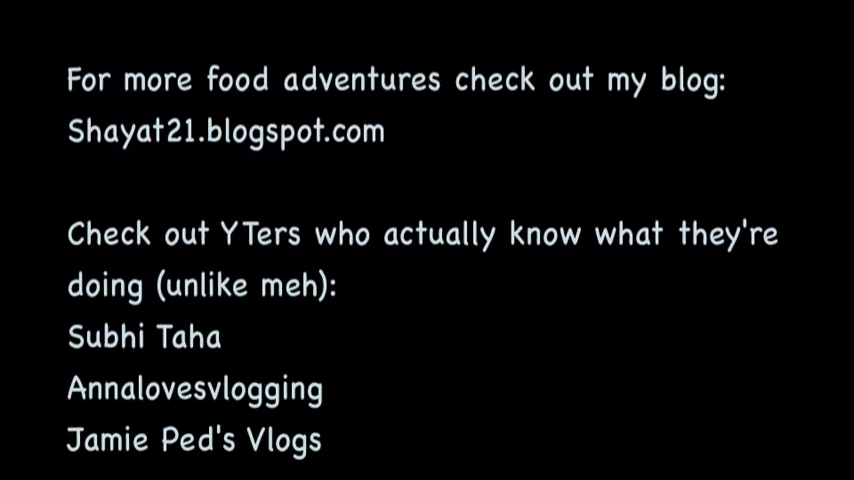 For more food adventures check out my blog:
Shayat21.blogspot.com
Check out YTers who actually know what they're
doing (unlike meh):
Subhi Taha
Annalovesvlogging
Jamie Ped's Vlogs